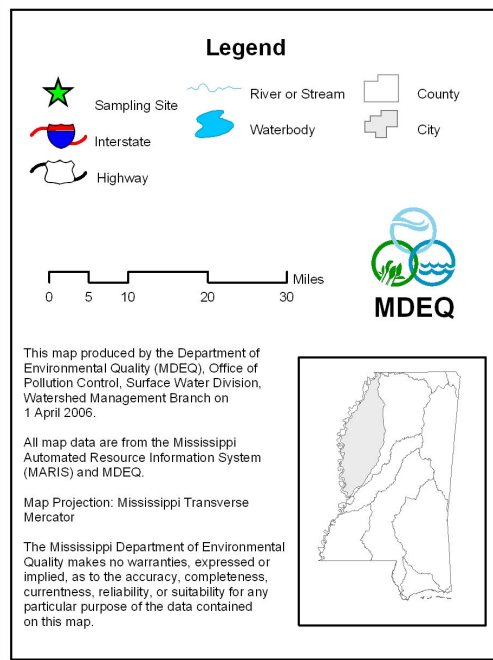 Legend
Sampling Site
River or Stream
County
Interstate
Waterbody
City
Highway
Miles
0 5 10 20 30
MDEQ
This map produced by the Department of
Environmental Quality (MDEQ), Office of
Pollution Control, Surface Water Division,
Watershed Management Branch on
1 April 2006.
All map data are from the Mississippi
Automated Resource Information System
(MARIS) and MDEQ.
Map Projection: Mississippi Transverse
Mercator
The Mississippi Department of Environmental
Quality makes no warranties, expressed or
implied, as to the accuracy, completeness,
currentness, reliability, or suitability for any
particular purpose of the data contained
on this map.